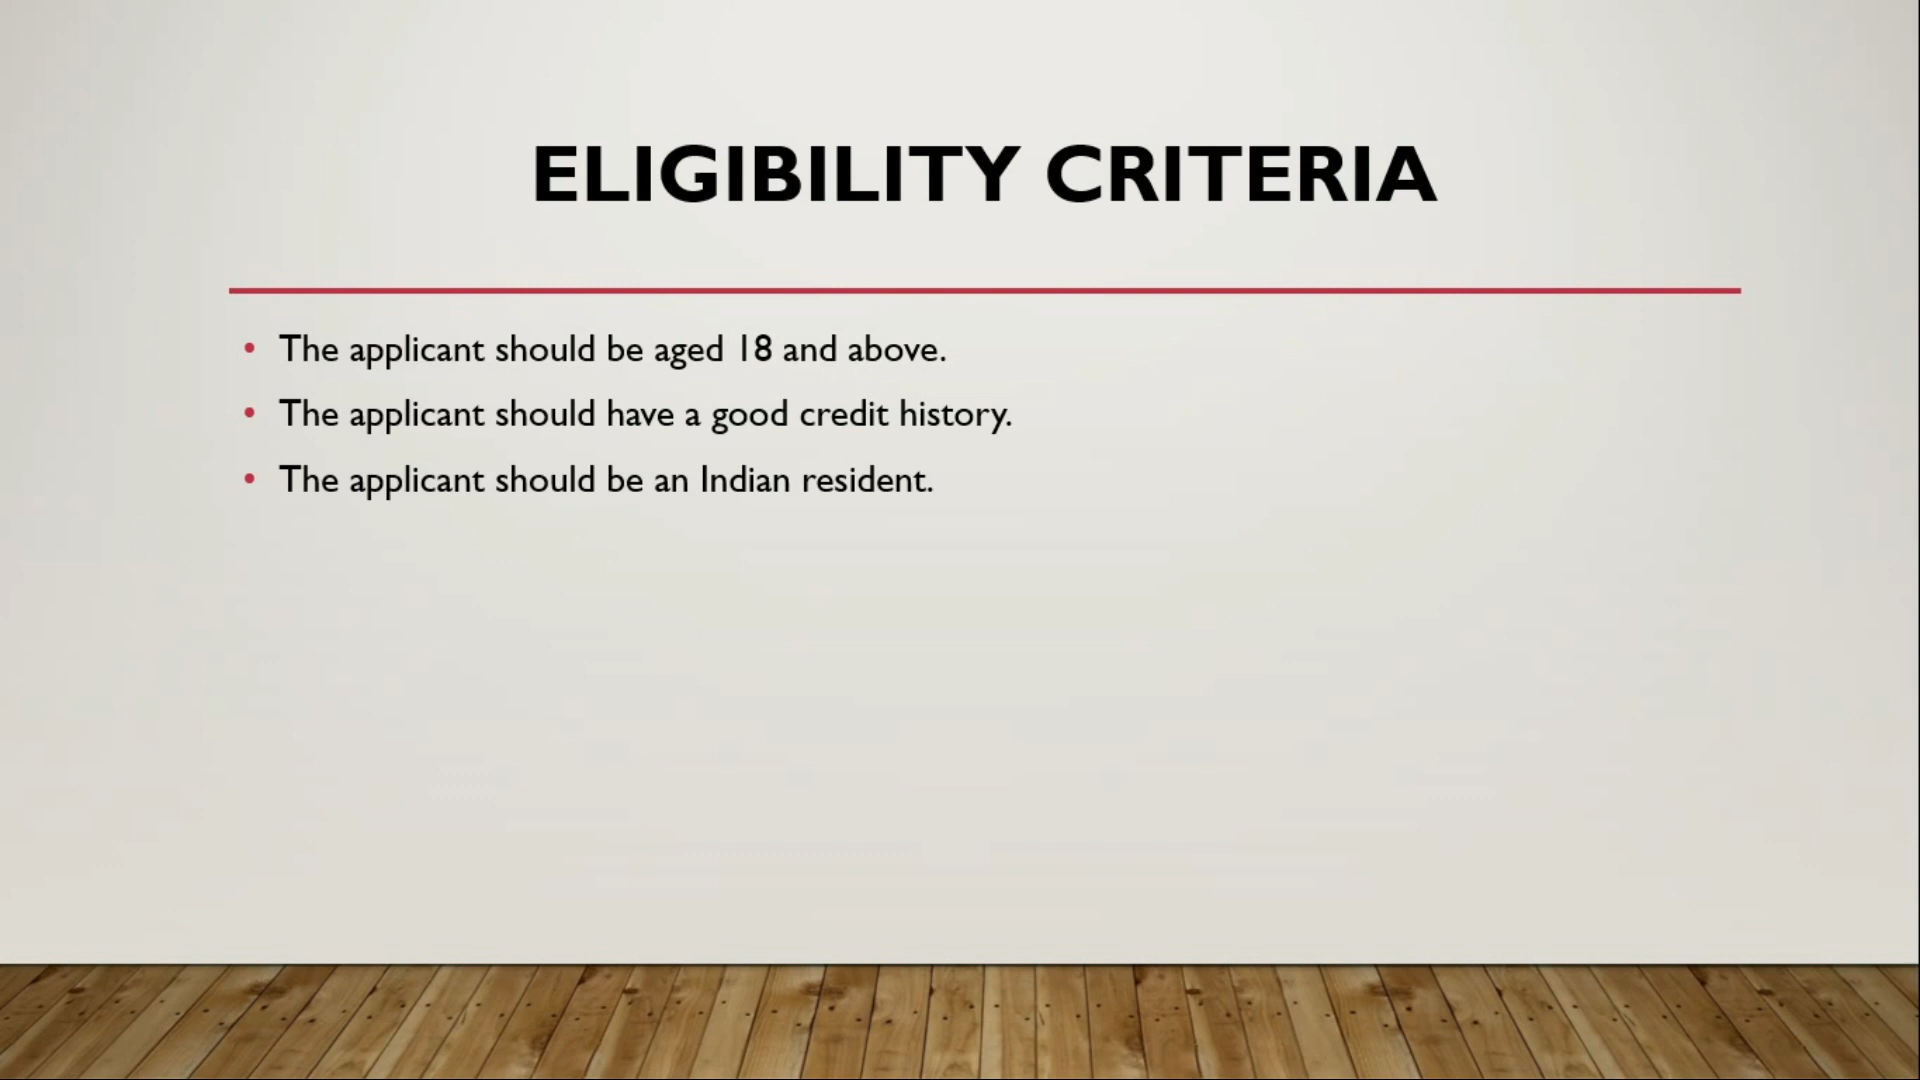 ELIGIBILITY CRITERIA
• The applicant should be aged 18 and above.
• The applicant should have a good credit history.
• The applicant should be an Indian resident.